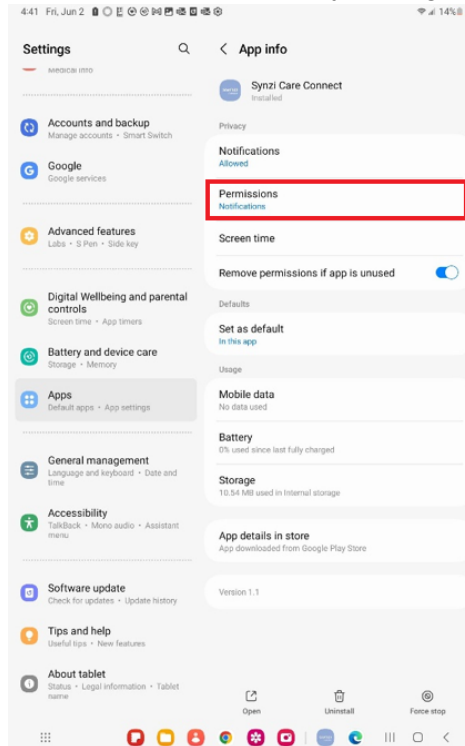 4:41 Fri, Jun 2
14%
Settings
Medical info
Accounts and backup
Manage accounts • Smart Switch
Google
Google services
Advanced features
Labs • S Pen • Side key
Digital Wellbeing and parental
controls
Screen time • App timers
Battery and device care
Storage • Memory
Apps
Default apps • App settings
General management
Language and keyboard • Date and
time
Accessibility
TalkBack • Mono audio • Assistant
menu
Software update
Check for updates • Update history
Tips and help
Useful tips • New features
About tablet
Status • Legal information • Tablet
name
App info
Synzi Care Connect
Installed
Privacy
Notifications
Allowed
Permissions
Notifications
Screen time
Remove permissions if app is unused
Defaults
Set as default
In this app
Usage
Mobile data
No data used
Battery
0% used since last fully charged
Storage
10.54 MB used in Internal storage
App details in store
App downloaded from Google Play Store
Version 1.1
Open
Uninstall
Force stop